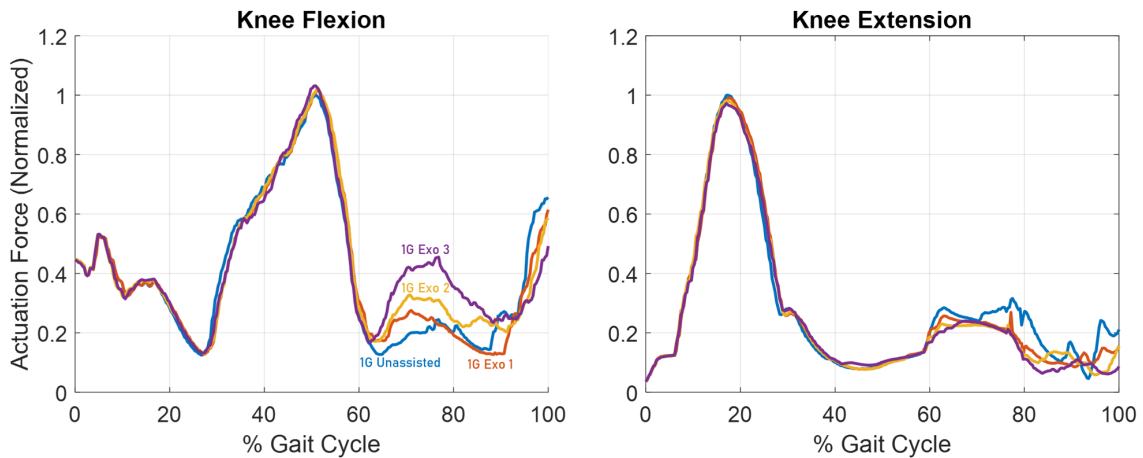 Knee Flexion
Actuation Force (Normalized)
1.2
1
0.8
0.6
0.4
0.2
0
0 20 40 60 80 100
% Gait Cycle
1G Exo 3
1G Exo 2
1G Unassisted
1G Exo 1
Knee Extension
1.2
1
0.8
0.6
0.4
0.2
0
0 20 40 60 80 100
% Gait Cycle